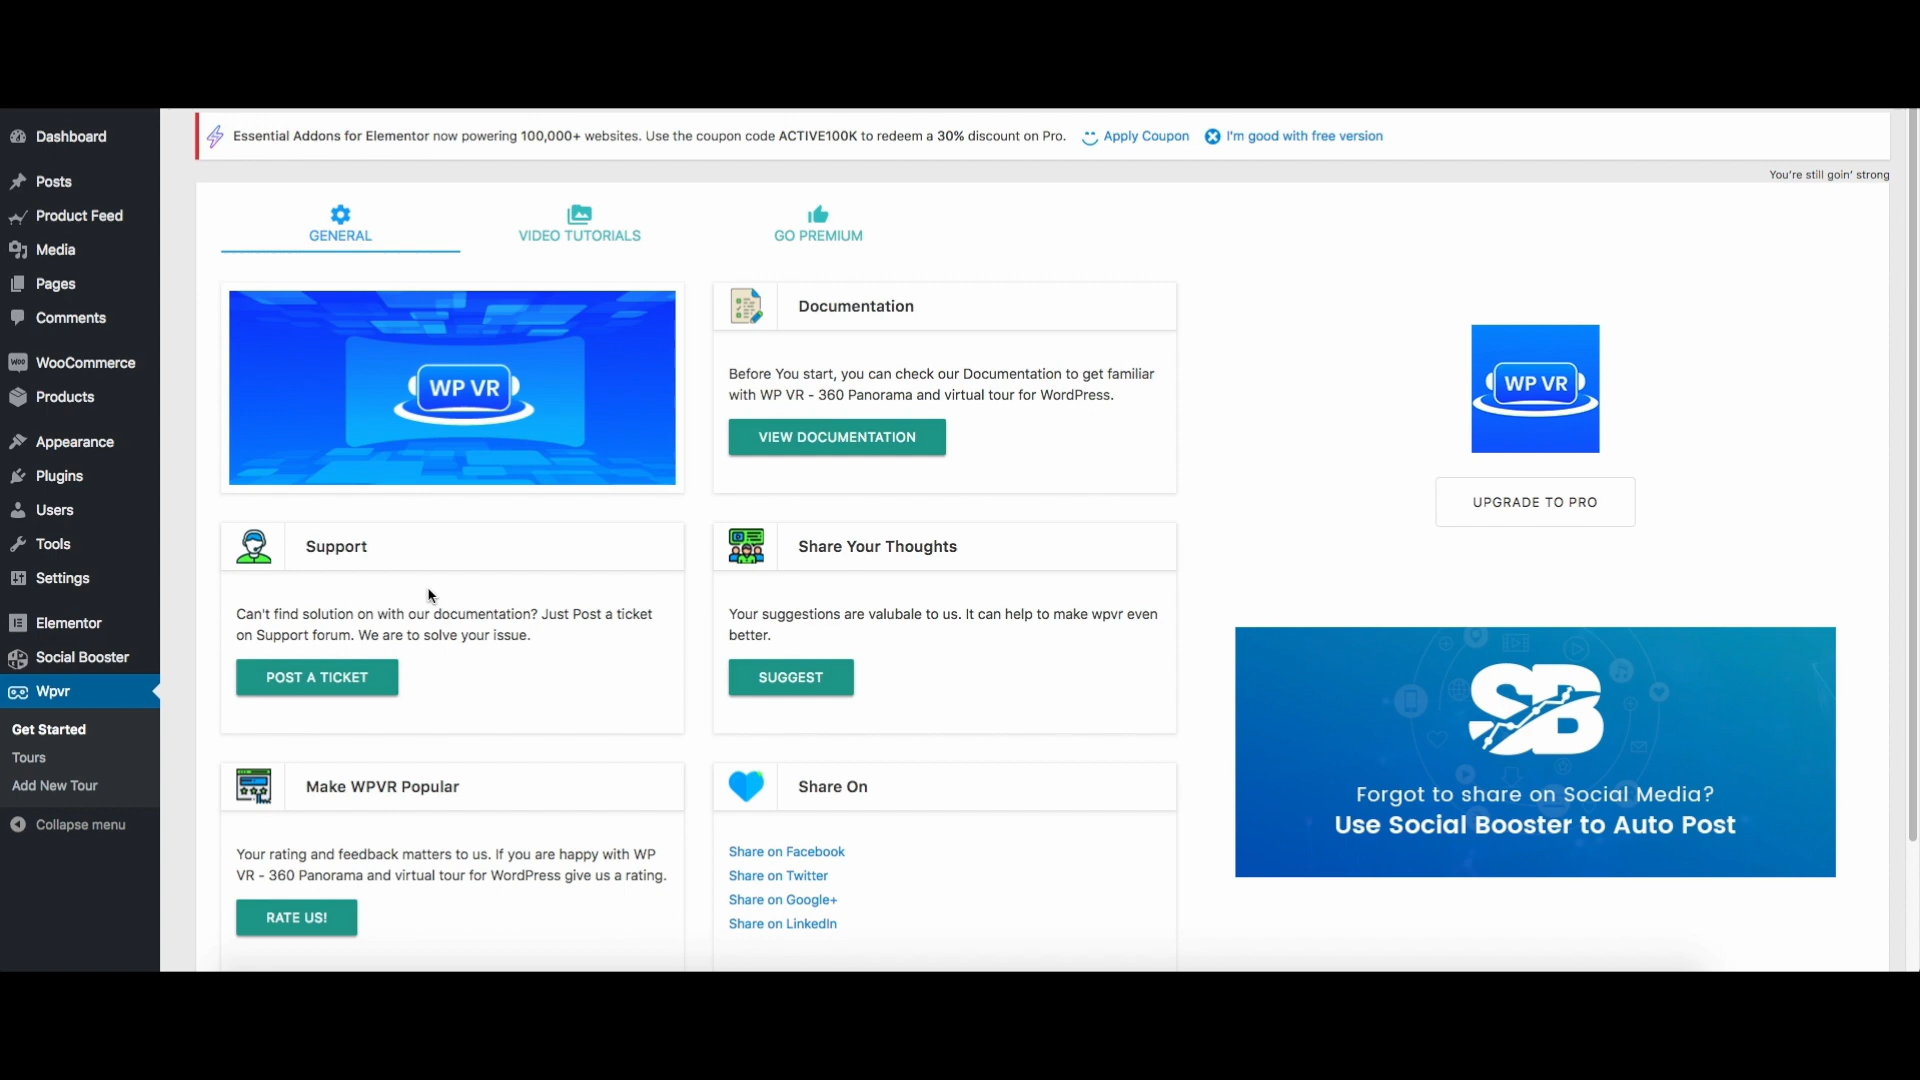 Essential Addons for Elementor now powering 100,000+ websites. Use the coupon code ACTIVE100K to redeem a 30% discount on Pro. Apply Coupon I'm good with free version
You're still goin' strong
Dashboard
Posts
Product Feed
Media
Pages
Comments
Woo WooCommerce
Products
Appearance
Plugins
Users
Tools
Settings
Elementor
Social Booster
Wpvr
Get Started
Tours
Add New Tour
Collapse menu
GENERAL
VIDEO TUTORIALS
GO PREMIUM
WP VR
Documentation
Before You start, you can check our Documentation to get familiar
with WP VR - 360 Panorama and virtual tour for WordPress.
VIEW DOCUMENTATION
Support
Can't find solution on with our documentation? Just Post a ticket
on Support forum. We are to solve your issue.
POST A TICKET
Share Your Thoughts
Your suggestions are valubale to us. It can help to make wpvr even
better.
SUGGEST
Make WPVR Popular
Your rating and feedback matters to us. If you are happy with WP
VR - 360 Panorama and virtual tour for WordPress give us a rating.
RATE US!
Share On
Share on Facebook
Share on Twitter
Share on Google+
Share on LinkedIn
WP VR
UPGRADE TO PRO
SB
Forgot to share on Social Media?
Use Social Booster to Auto Post